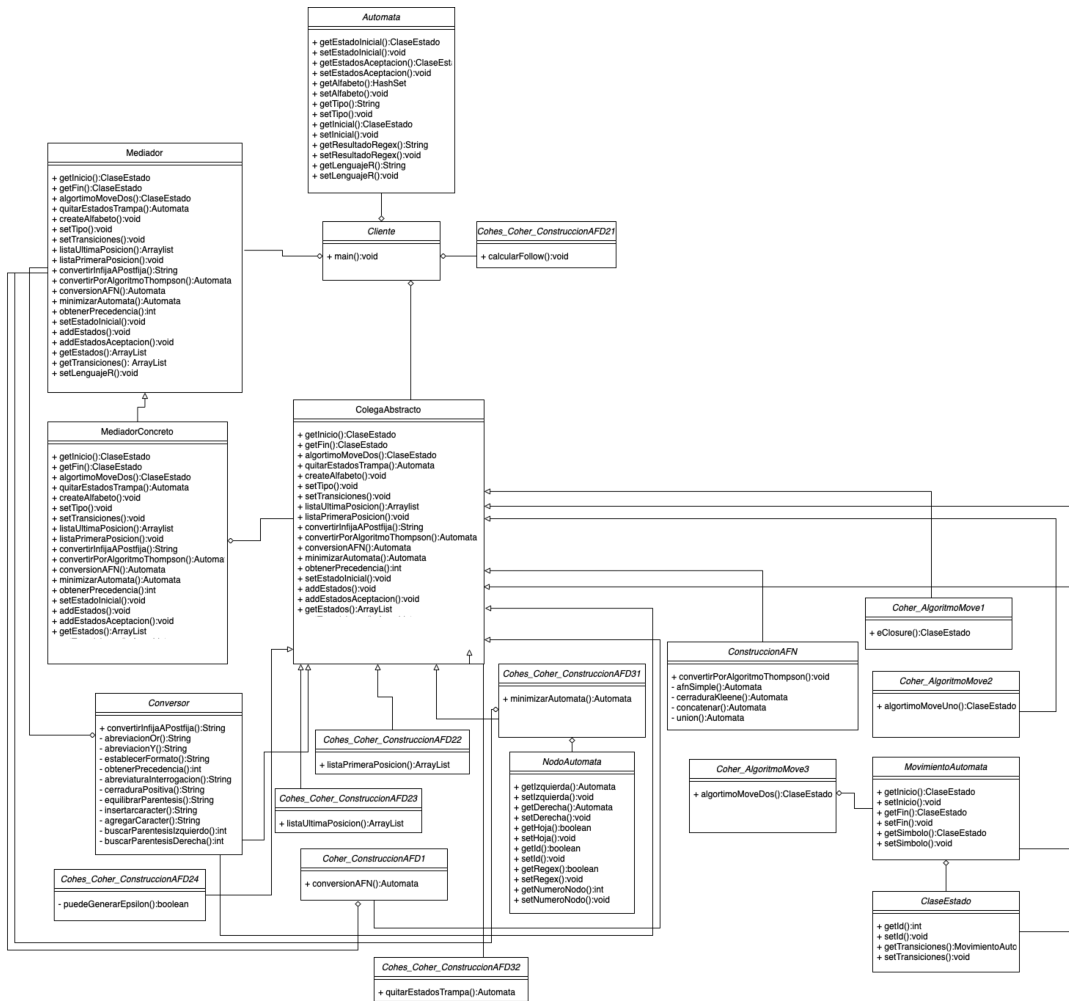 Automata
+ getEstadoInicial():ClaseEstado
+ setEstadoInicial():void
+ getEstadosAceptacion():ClaseEst
+ setEstadosAceptacion():void
+ getAlfabeto():HashSet
+ setAlfabeto():void
+ getTipo():String
+ setTipo():void
+ getInicial():ClaseEstado
+ setInicial():void
+ getResultadoRegex():String
+ setResultadoRegex():void
+ getLenguajeR():String
+ setLenguajeR():void
Mediador
+ getInicio():ClaseEstado
+ getFin():ClaseEstado
+ algortimoMoveDos():ClaseEstado
+ quitarEstadosTrampa():Automata
+ createAlfabeto():void
+ setTipo():void
+ setTransiciones():void
+ listaUltimaPosicion():Arraylist
+ listaPrimeraPosicion():void
+ convertirInfijaAPostfija():String
+ convertirPorAlgoritmoThompson():Automata
+ conversionAFN():Automata
+ minimizarAutomata():Automata
+ obtenerPrecedencia():int
+ setEstadoInicial():void
+ addEstados():void
+ addEstadosAceptacion():void
+ getEstados():ArrayList
+ getTransiciones(): ArrayList
+ setLenguajeR():void
Cliente
+ main():void
Cohes_Coher_ConstruccionAFD21
+ calcularFollow():void
MediadorConcreto
+ getInicio():ClaseEstado
+ getFin():ClaseEstado
+ algortimoMoveDos():ClaseEstado
+ quitarEstadosTrampa():Automata
+ createAlfabeto():void
+ setTipo():void
+ setTransiciones():void
+ listaUltimaPosicion():Arraylist
+ listaPrimeraPosicion():void
+ convertirInfijaAPostfija():String
+ convertirPorAlgoritmoThompson():Automa
+ conversionAFN():Automata
+ minimizarAutomata():Automata
+ obtenerPrecedencia():int
+ setEstadoInicial():void
+ addEstados():void
+ addEstadosAceptacion():void
+ getEstados():ArrayList
ColegaAbstracto
+ getInicio():ClaseEstado
+ getFin():ClaseEstado
+ algortimoMoveDos():ClaseEstado
+ quitarEstadosTrampa():Automata
+ createAlfabeto():void
+ setTipo():void
+ setTransiciones():void
+ listaUltimaPosicion():Arraylist
+ listaPrimeraPosicion():void
+ convertirInfijaAPostfija():String
+ convertirPorAlgoritmoThompson():Automata
+ conversionAFN():Automata
+ minimizarAutomata():Automata
+ obtenerPrecedencia():int
+ setEstadoInicial():void
+ addEstados():void
+ addEstadosAceptacion():void
+ getEstados():ArrayList
Coher_AlgoritmoMove1
+ eClosure():ClaseEstado
ConstruccionAFN
+ convertirPorAlgoritmoThompson():void
- afnSimple():Automata
- cerraduraKleene():Automata
- concatenar():Automata
- union():Automata
Coher_AlgoritmoMove2
+ algortimoMoveUno():ClaseEstado
Cohes_Coher_ConstruccionAFD31
+ minimizarAutomata():Automata
Conversor
+ convertirInfijaAPostfija():String
- abreviacionOr():String
- abreviacionY():String
- establecerFormato():String
- obtenerPrecedencia():int
- abreviaturaInterrogacion():String
- cerraduraPositiva():String
- equilibrarParentesis():String
- insertarcaracter():String
- agregarCaracter():String
- buscarParentesisIzquierdo():int
- buscarParentesisDerecha():int
Cohes_Coher_ConstruccionAFD22
+ listaPrimeraPosicion():ArrayList
Cohes_Coher_ConstruccionAFD23
+ listaUltimaPosicion():ArrayList
NodoAutomata
+ getIzquierda():Automata
+ setIzquierda():void
+ getDerecha():Automata
+ setDerecha():void
+ getHoja():boolean
+ setHoja():void
+ getId():boolean
+ setId():void
+ getRegex():boolean
+ setRegex():void
+ getNumeroNodo():int
+ setNumeroNodo():void
Coher_AlgoritmoMove3
+ algortimoMoveDos():ClaseEstado
MovimientoAutomata
+ getInicio():ClaseEstado
+ setInicio():void
+ getFin():ClaseEstado
+ setFin():void
+ getSimbolo():ClaseEstado
+ setSimbolo():void
Coher_ConstruccionAFD1
+ conversionAFN():Automata
Cohes_Coher_ConstruccionAFD24
- puedeGenerarEpsilon():boolean
ClaseEstado
+ getId():int
+ setId():void
+ getTransiciones():MovimientoAuto
+ setTransiciones():void
Cohes_Coher_ConstruccionAFD32
+ quitarEstadosTrampa():Automata